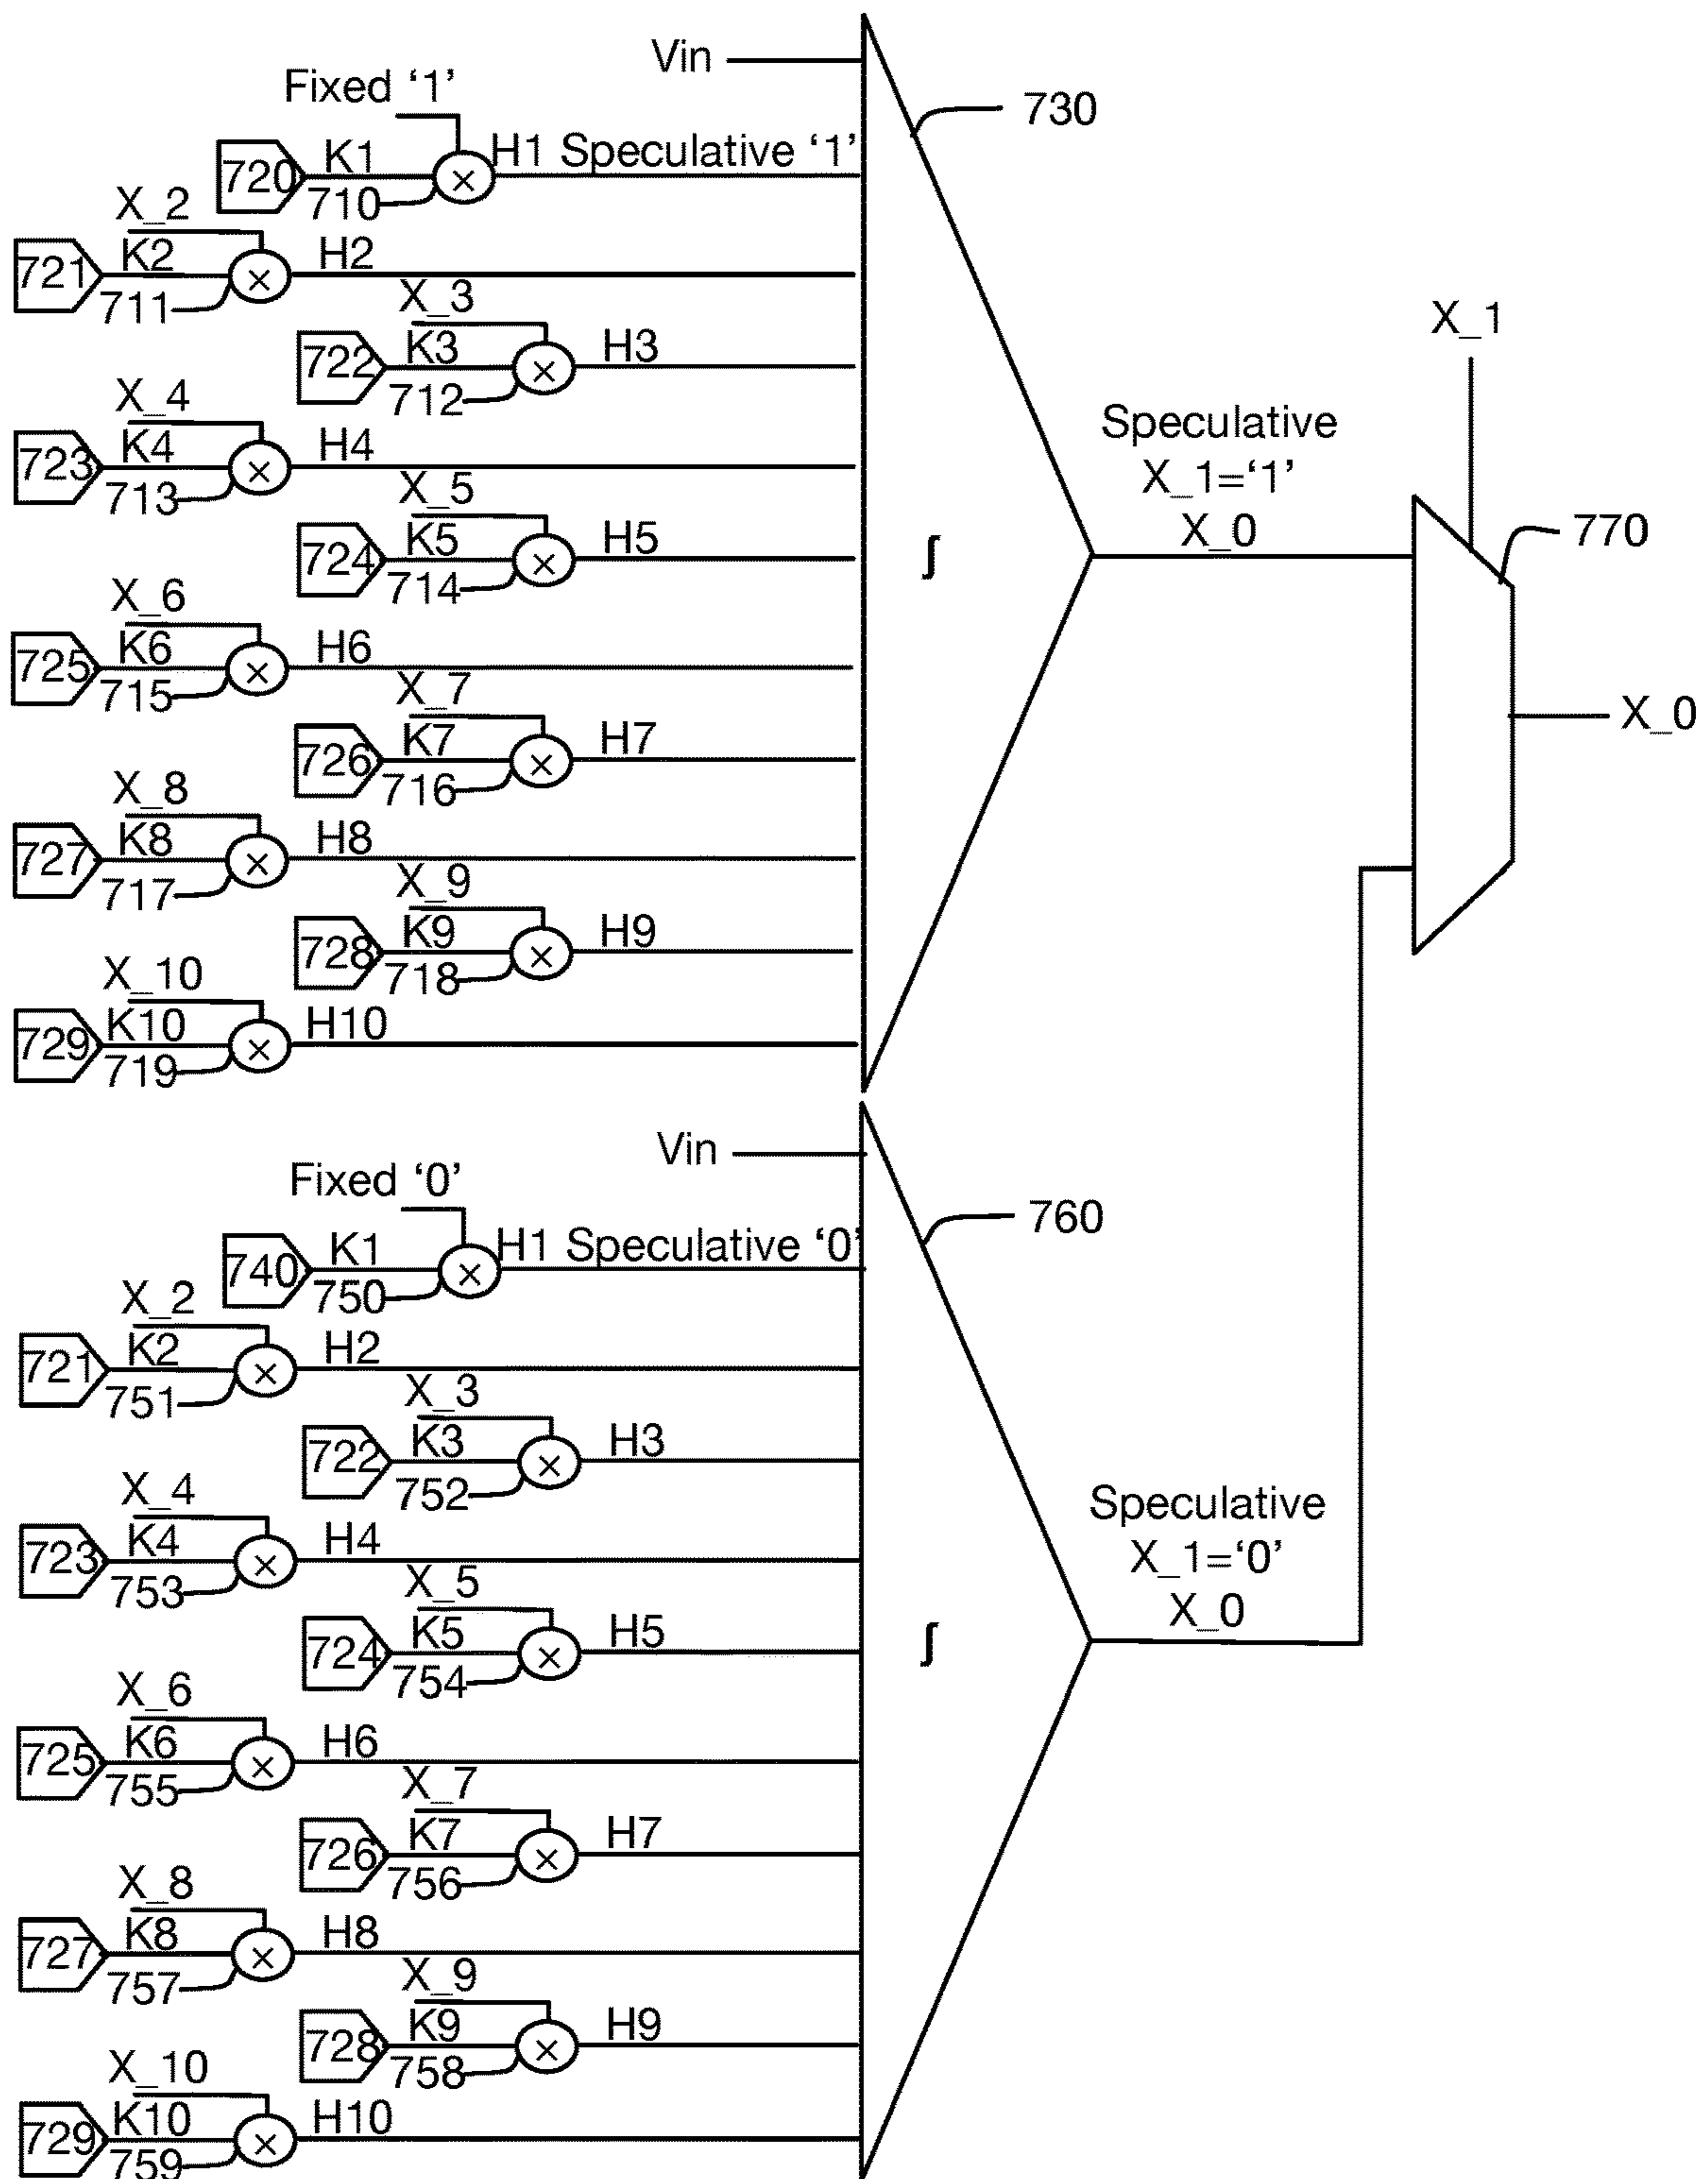 Vin
730
Fixed ‘1’
720 K1 H1 Speculative ‘1’
710
X_2
721 K2 H2
711
X_3
722 K3 H3
712
X_4
723 K4 H4
713
X_5
724 K5 H5
714
X_6
725 K6 H6
715
X_7
726 K7 H7
716
X_8
727 K8 H8
717
X_9
728 K9 H9
718
X_10
729 K10 H10
719
∫
Speculative
X_1=‘1’
X_0
X_1
770
X_0
Vin
760
Fixed ‘0’
740 K1 H1 Speculative ‘0’
750
X_2
721 K2 H2
751
X_3
722 K3 H3
752
X_4
723 K4 H4
753
X_5
724 K5 H5
754
X_6
725 K6 H6
755
X_7
726 K7 H7
756
X_8
727 K8 H8
757
X_9
728 K9 H9
758
X_10
729 K10 H10
759
∫
Speculative
X_1=‘0’
X_0